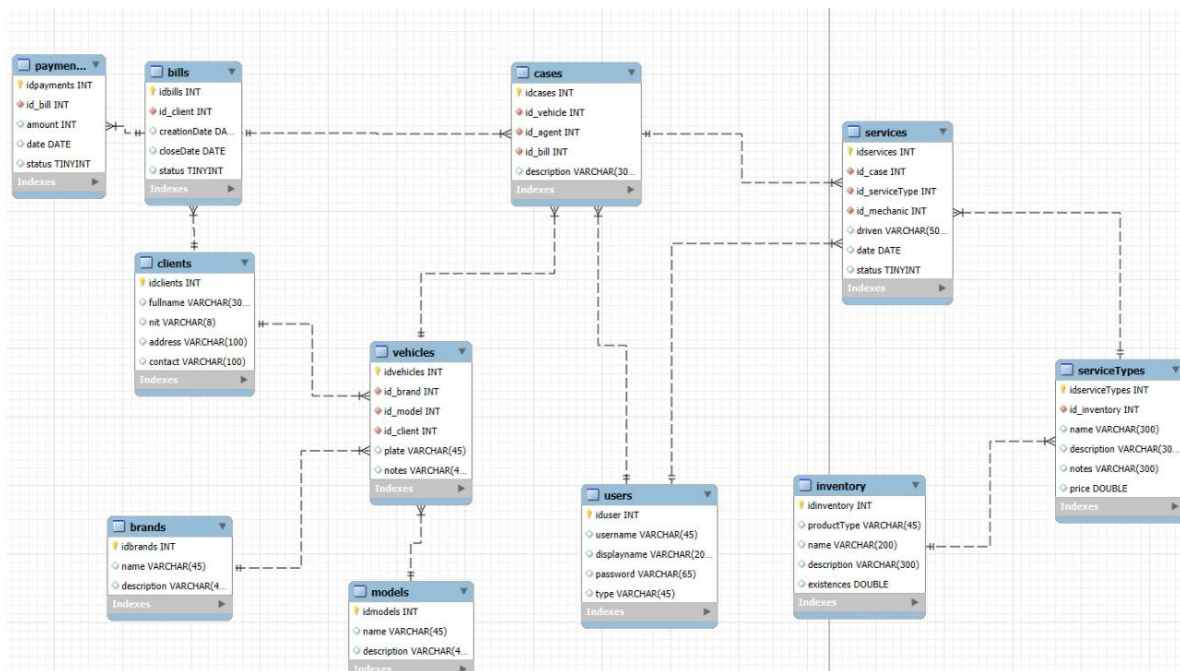 paymen...
idpayments INT
id_bill INT
amount INT
date DATE
status TINYINT
Indexes
bills
idbills INT
id_client INT
creationDate DA...
closeDate DATE
status TINYINT
Indexes
cases
idcases INT
id_vehicle INT
id_agent INT
id_bill INT
description VARCHAR(30...
Indexes
services
idservices INT
id_case INT
id_serviceType INT
id_mechanic INT
driven VARCHAR(50...
date DATE
status TINYINT
Indexes
clients
idclients INT
fullname VARCHAR(30...
nit VARCHAR(8)
address VARCHAR(100)
contact VARCHAR(100)
Indexes
vehicles
idvehicles INT
id_brand INT
id_model INT
id_client INT
plate VARCHAR(45)
notes VARCHAR(4...
Indexes
serviceTypes
idserviceTypes INT
id_inventory INT
name VARCHAR(300)
description VARCHAR(30...
notes VARCHAR(300)
price DOUBLE
Indexes
brands
idbrands INT
name VARCHAR(45)
description VARCHAR(4...
Indexes
models
idmodels INT
name VARCHAR(45)
description VARCHAR(4...
Indexes
users
iduser INT
username VARCHAR(45)
displayname VARCHAR(20...
password VARCHAR(65)
type VARCHAR(45)
Indexes
inventory
idinventory INT
productType VARCHAR(45)
name VARCHAR(200)
description VARCHAR(300)
existences DOUBLE
Indexes